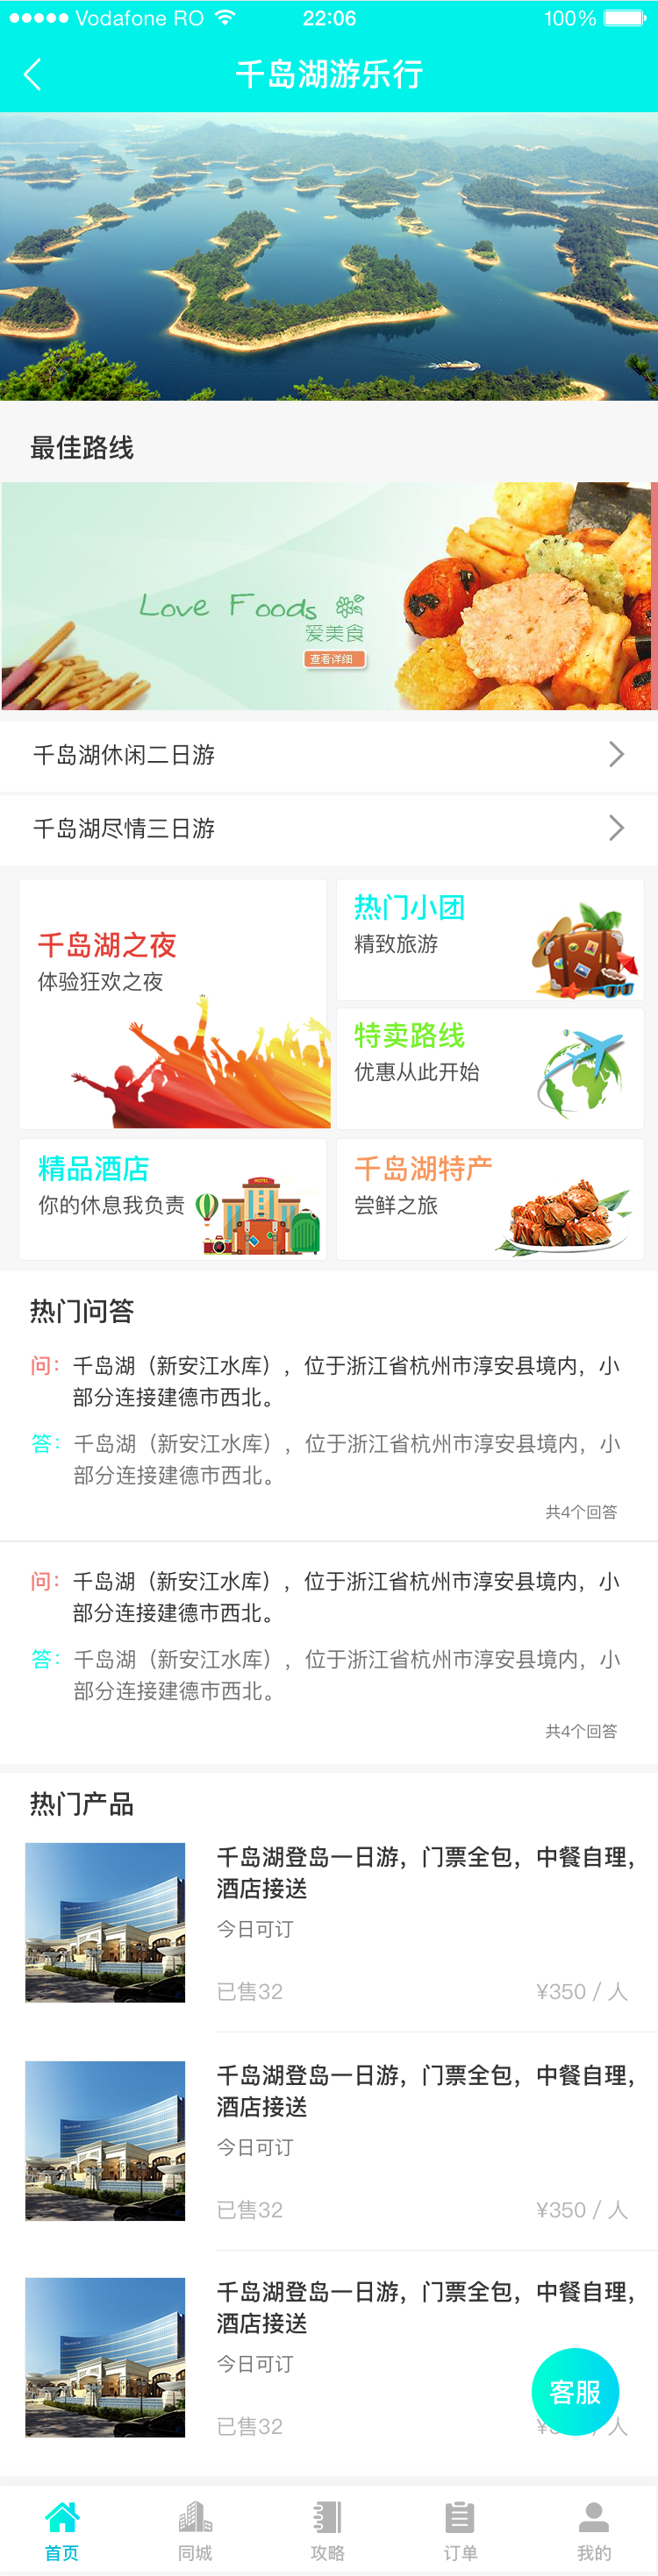 Vodafone RO 22:06 100%
千岛湖游乐行
最佳路线
Love Foods
爱美食
查看详细
千岛湖休闲二日游
千岛湖尽情三日游
千岛湖之夜
体验狂欢之夜
热门小团
精致旅游
特卖路线
优惠从此开始
精品酒店
你的休息我负责
HOTEL
千岛湖特产
尝鲜之旅
热门问答
问：千岛湖（新安江水库），位于浙江省杭州市淳安县境内，小
部分连接建德市西北。
答：千岛湖（新安江水库），位于浙江省杭州市淳安县境内，小
部分连接建德市西北。
共4个回答
问：千岛湖（新安江水库），位于浙江省杭州市淳安县境内，小
部分连接建德市西北。
答：千岛湖（新安江水库），位于浙江省杭州市淳安县境内，小
部分连接建德市西北。
共4个回答
热门产品
千岛湖登岛一日游，门票全包，中餐自理，
酒店接送
今日可订
已售32 ¥350 / 人
千岛湖登岛一日游，门票全包，中餐自理，
酒店接送
今日可订
已售32 ¥350 / 人
千岛湖登岛一日游，门票全包，中餐自理，
酒店接送
今日可订
客服
已售32 / 人
首页 同城 攻略 订单 我的